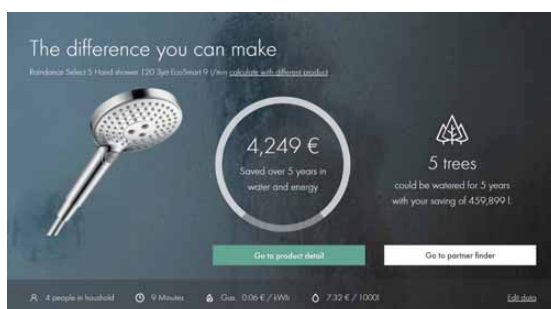 The difference you can make
Raindance Select S Hand shower 120 3jet EcoSmart 9 l/min calculate with different product
4,249 €
Saved over 5 years in
water and energy
5 trees
could be watered for 5 years
with your saving of 459,899 l.
Go to product detail
Go to partner finder
4 people in houshold
9 Minutes
Gas 0.06 € / kWh
7.32 € / 1000l
Edit data